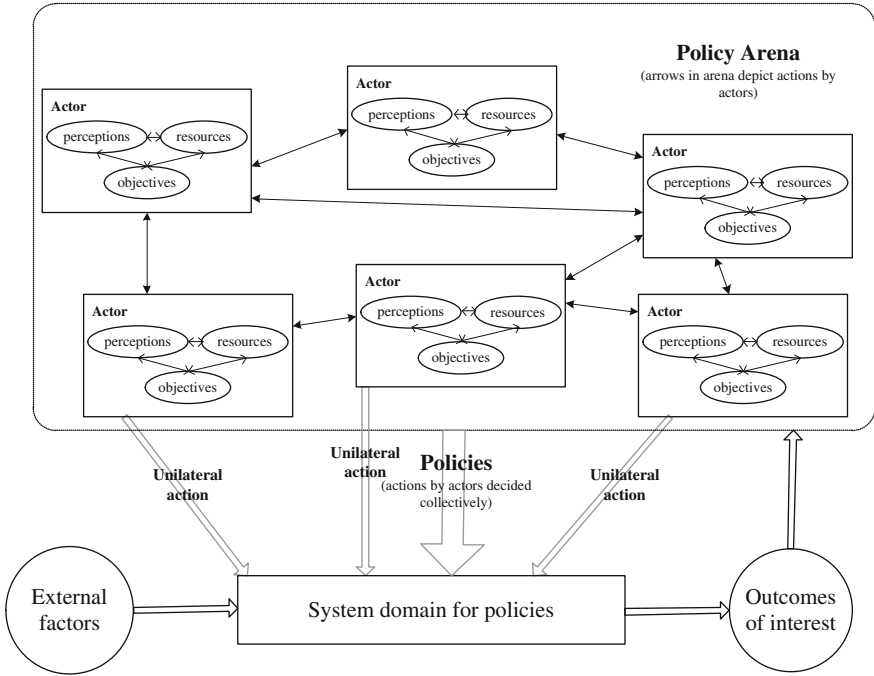 Policy Arena
(arrows in arena depict actions by
actors)
Actor
perceptions
resources
objectives
Actor
perceptions
resources
objectives
Actor
perceptions
resources
objectives
Actor
perceptions
resources
objectives
Actor
perceptions
resources
objectives
Actor
perceptions
resources
objectives
Unilateral
action
Unilateral
action
Policies
(actions by actors decided
collectively)
Unilateral
action
External
factors
System domain for policies
Outcomes
of interest